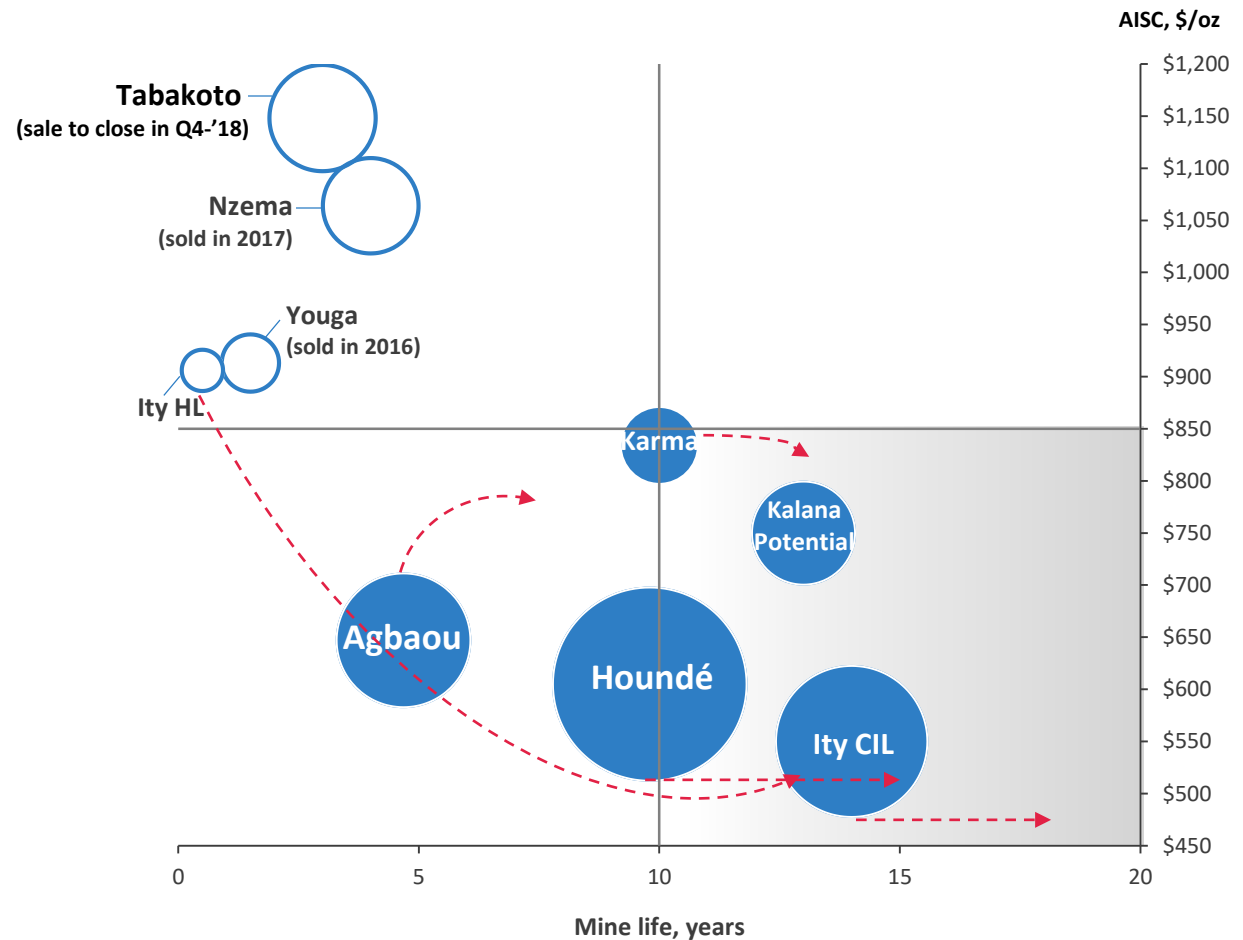 AISC, $/oz
$1,200
$1,150
$1,100
$1,050
$1,000
$950
$900
$850
$800
$750
$700
$650
$600
$550
$500
$450
Tabakoto
(sale to close in Q4-’18)
Nzema
(sold in 2017)
Youga
(sold in 2016)
Ity HL
Karma
Kalana
Potential
Agbaou
Houndé
Ity CIL
0
5
10
15
20
Mine life, years